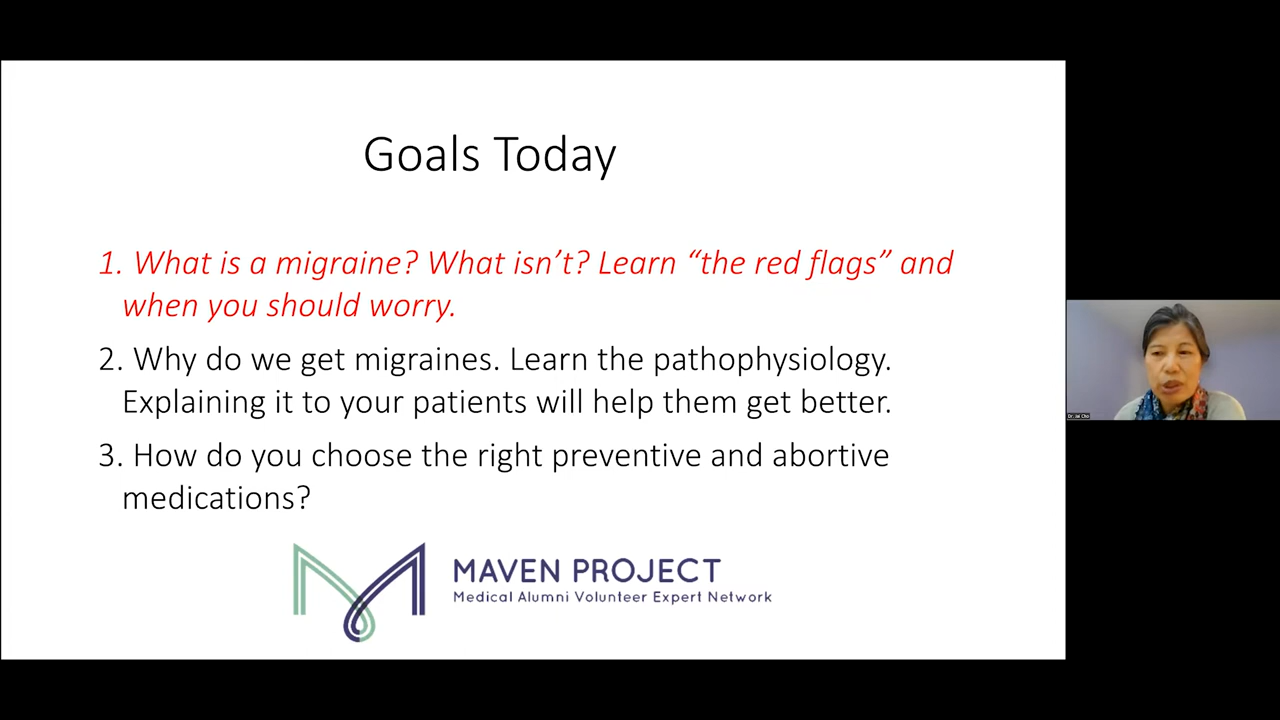 Goals Today
1. What is a migraine? What isn’t? Learn “the red flags” and
when you should worry.
2. Why do we get migraines. Learn the pathophysiology.
Explaining it to your patients will help them get better.
3. How do you choose the right preventive and abortive
medications?
MAVEN PROJECT
Medical Alumni Volunteer Expert Network